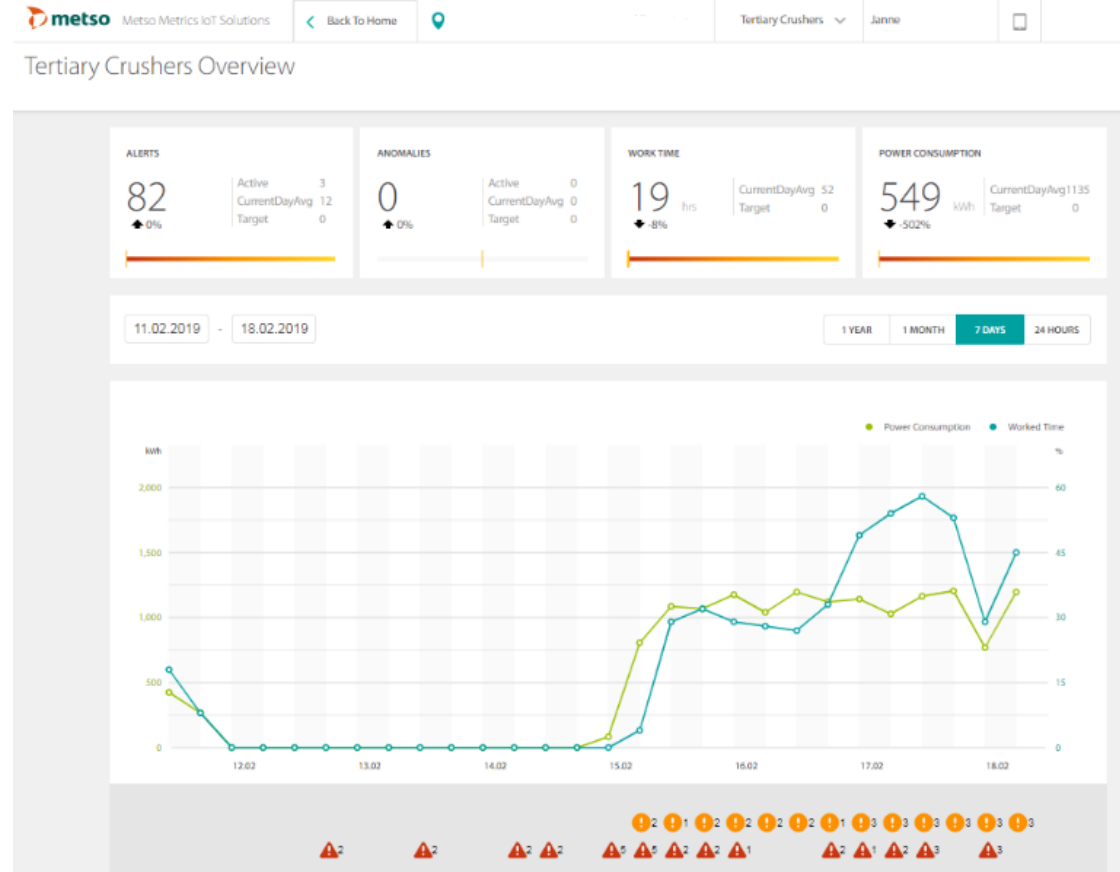 metso Metso Metrics IoT Solutions Back To Home Tertiary Crushers Janne
Tertiary Crushers Overview
ALERTS
82
0%
Active 3
CurrentDayAvg 12
Target 0
ANOMALIES
0
0%
Active 0
CurrentDayAvg 0
Target 0
WORK TIME
19 hrs
-8%
CurrentDayAvg 52
Target 0
POWER CONSUMPTION
549 kWh
-502%
CurrentDayAvg1135
Target 0
11.02.2019 - 18.02.2019
1 YEAR 1 MONTH 7 DAYS 24 HOURS
Power Consumption Worked Time
kWh %
2,000 60
1,500 45
1,000 30
500 15
0 0
12.02 13.02 14.02 15.02 16.02 17.02 18.02
2 1 2 2 2 2 1 3 3 3 3 3 3
2 2 2 2 5 5 2 2 1 2 1 2 3 3